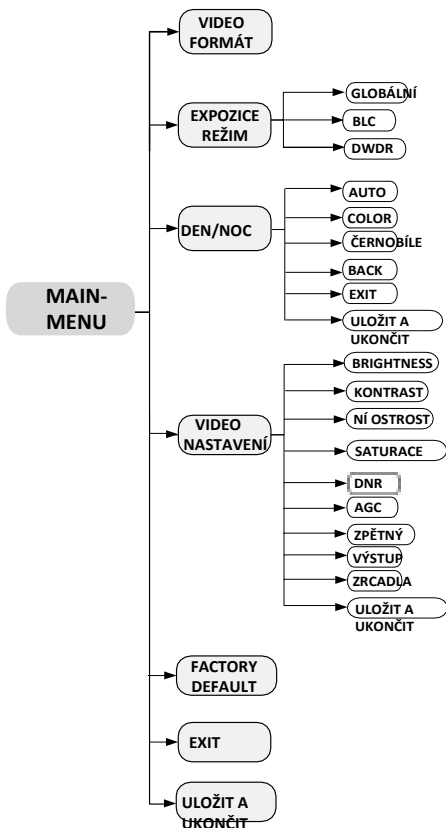 VIDEO
FORMÁT
EXPOZICE
REŽIM
GLOBÁLNÍ
BLC
DWDR
DEN/NOC
AUTO
COLOR
ČERNOBÍLE
BACK
EXIT
ULOŽIT A
UKONČIT
MAIN-
MENU
VIDEO
NASTAVENÍ
BRIGHTNESS
KONTRAST
NÍ OSTROST
SATURACE
DNR
AGC
ZPĚTNÝ
VÝSTUP
ZRCADLA
ULOŽIT A
UKONČIT
FACTORY
DEFAULT
EXIT
ULOŽIT A
UKONČIT